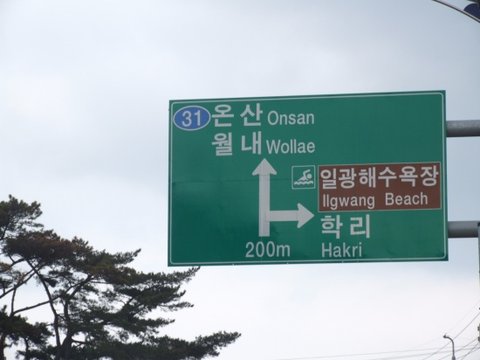 31 온산 Onsan
월내 Wollae
일광해수욕장
Ilgwang Beach
학리
200m Hakri